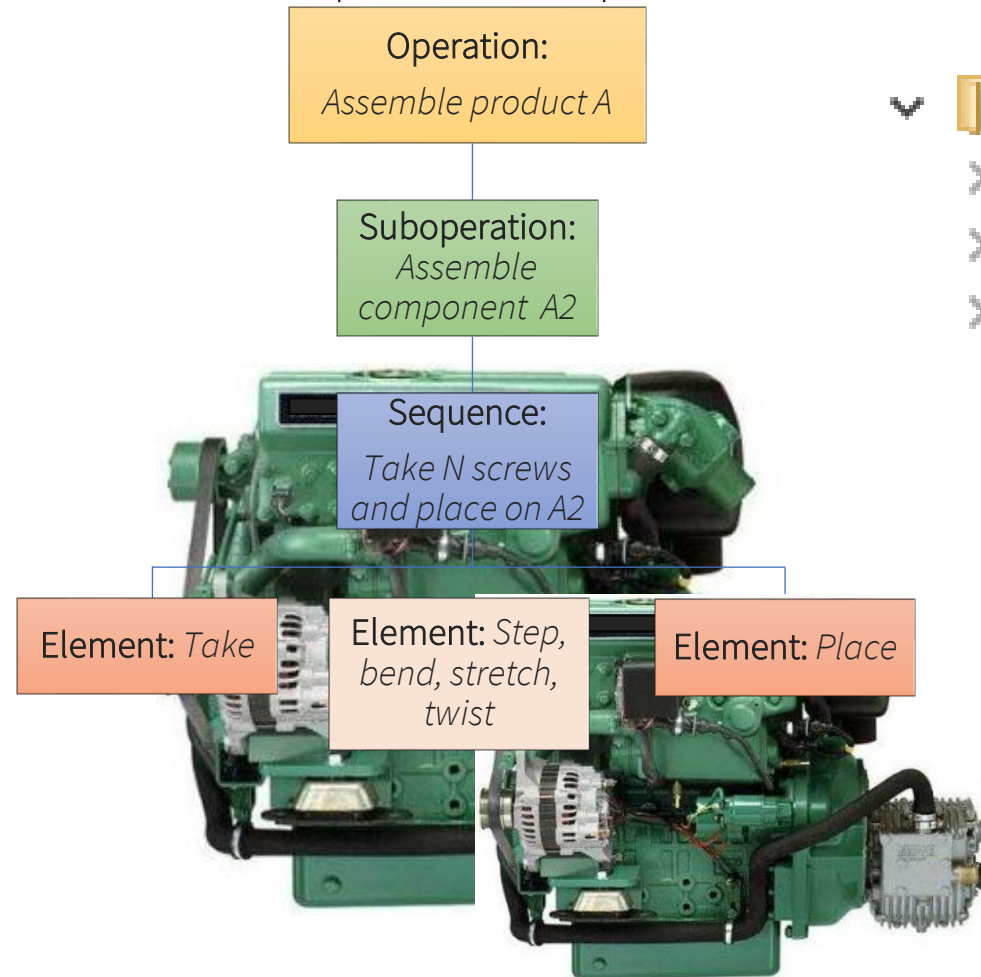 Operation:
Assemble product A
Suboperation:
Assemble
component A2
Sequence:
Take N screws
and place on A2
Element: Take
Element: Step,
bend, stretch,
twist
Element: Place